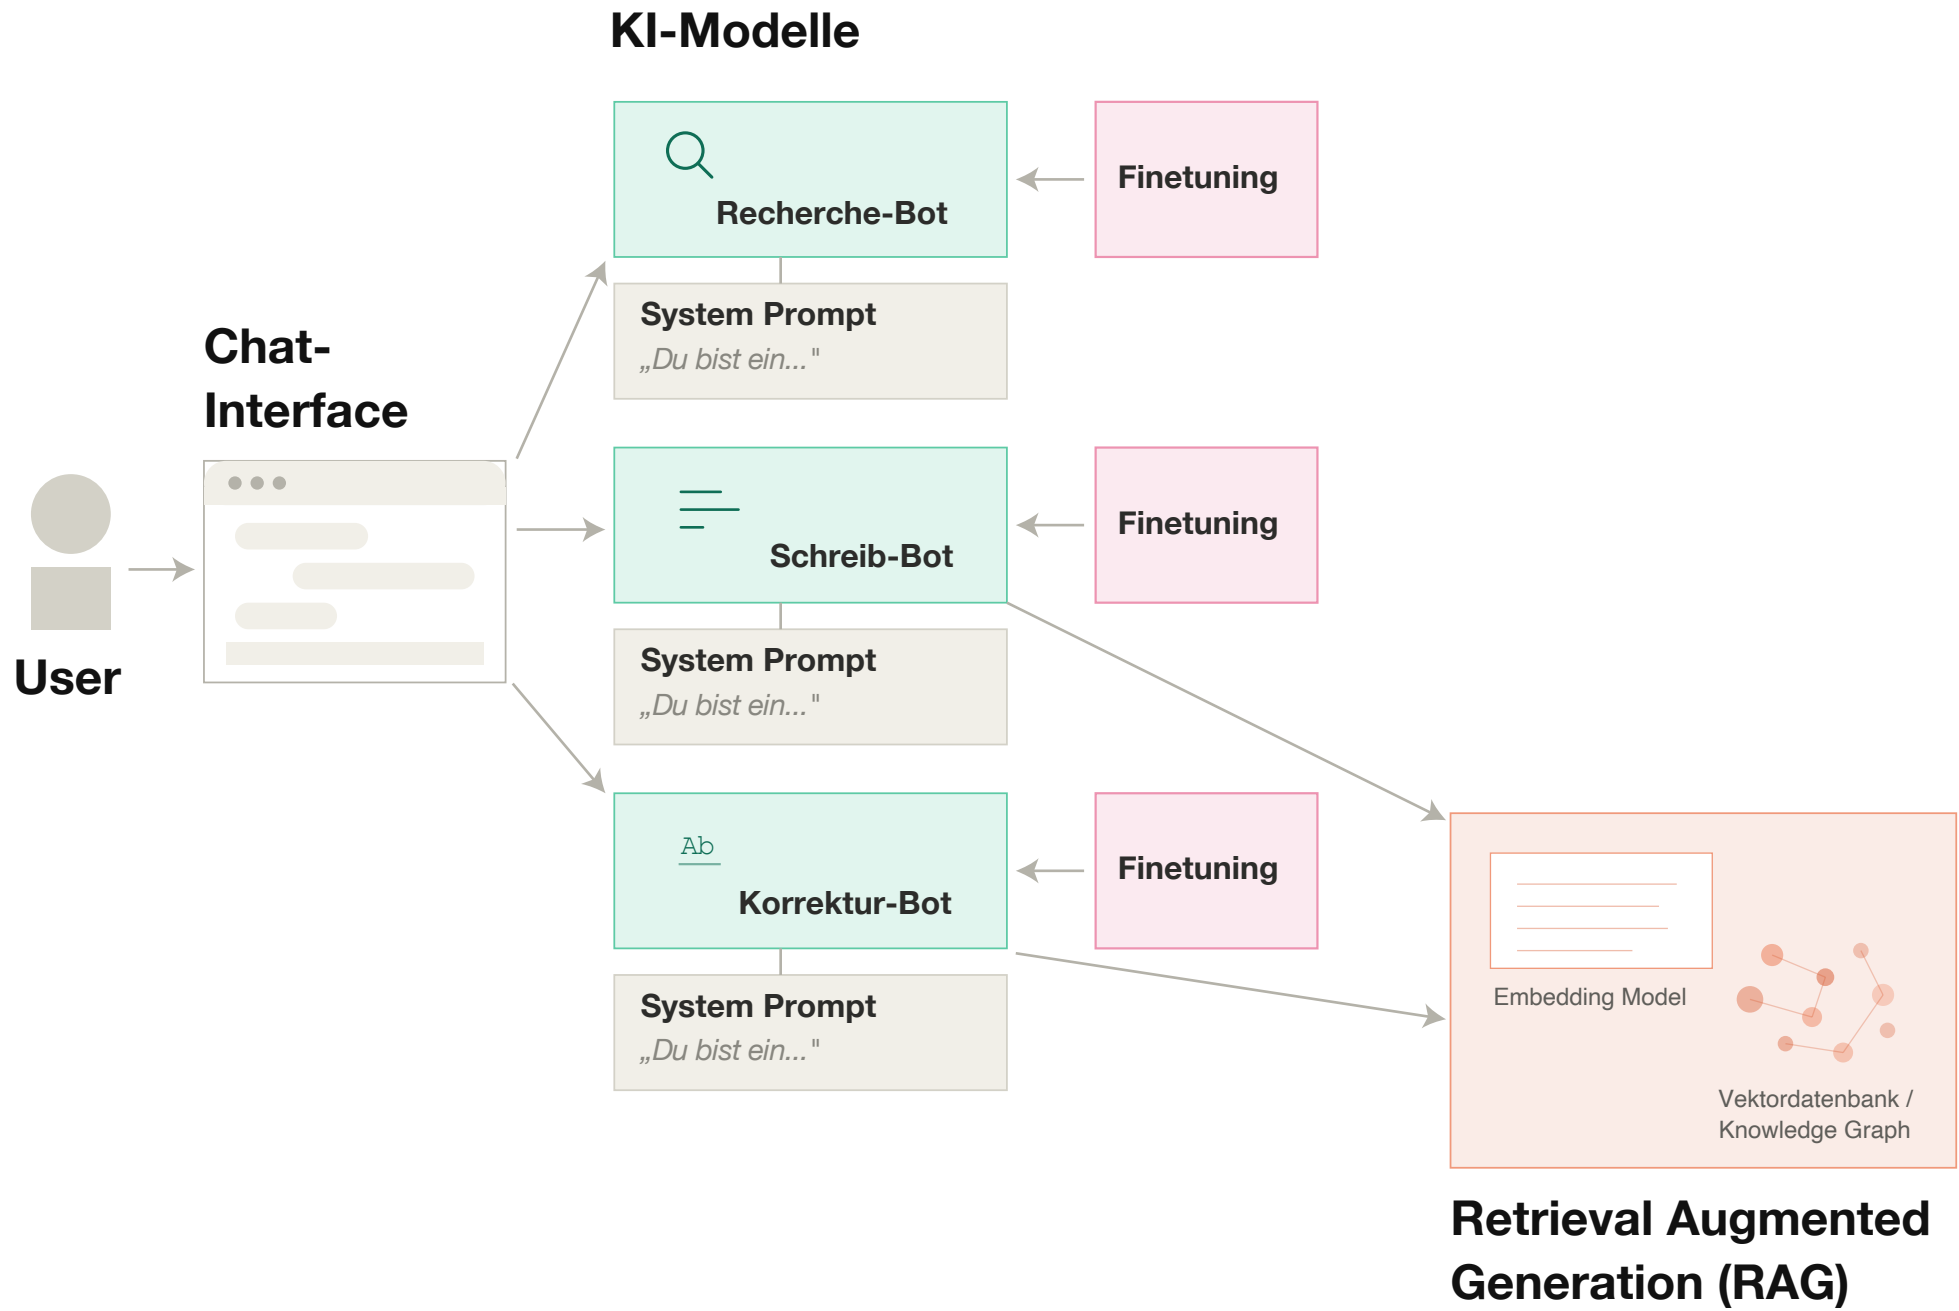 KI-Modelle
Recherche-Bot
Finetuning
System Prompt
„Du bist ein..."
Chat-
Interface
User
Schreib-Bot
Finetuning
System Prompt
„Du bist ein..."
Ab
Korrektur-Bot
Finetuning
System Prompt
„Du bist ein..."
Embedding Model
Vektordatenbank /
Knowledge Graph
Retrieval Augmented
Generation (RAG)